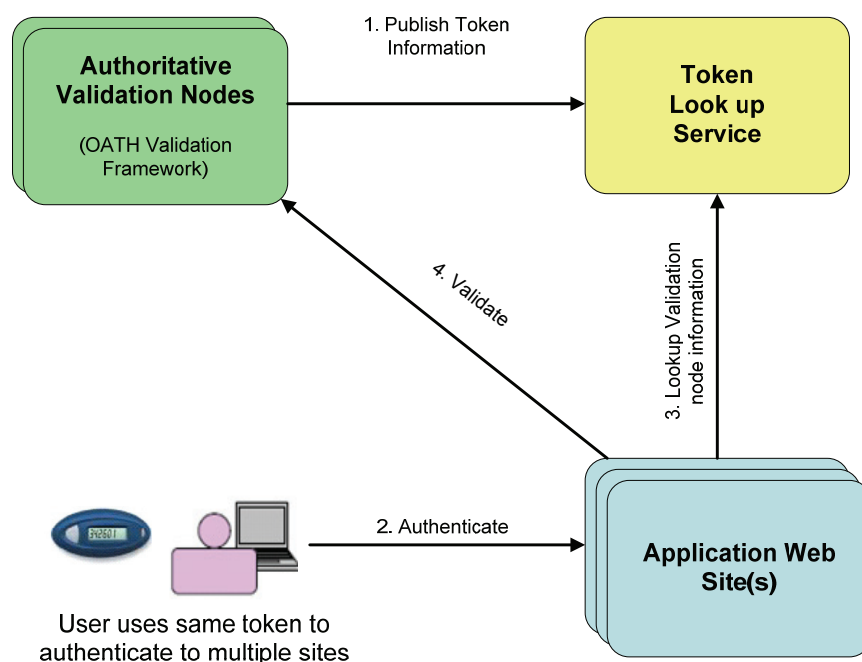 1. Publish Token
Information
Authoritative
Validation Nodes
(OATH Validation
Framework)
Token
Look up
Service
4. Validate
3. Lookup Validation
node information
342601
2. Authenticate
Application Web
Site(s)
User uses same token to
authenticate to multiple sites